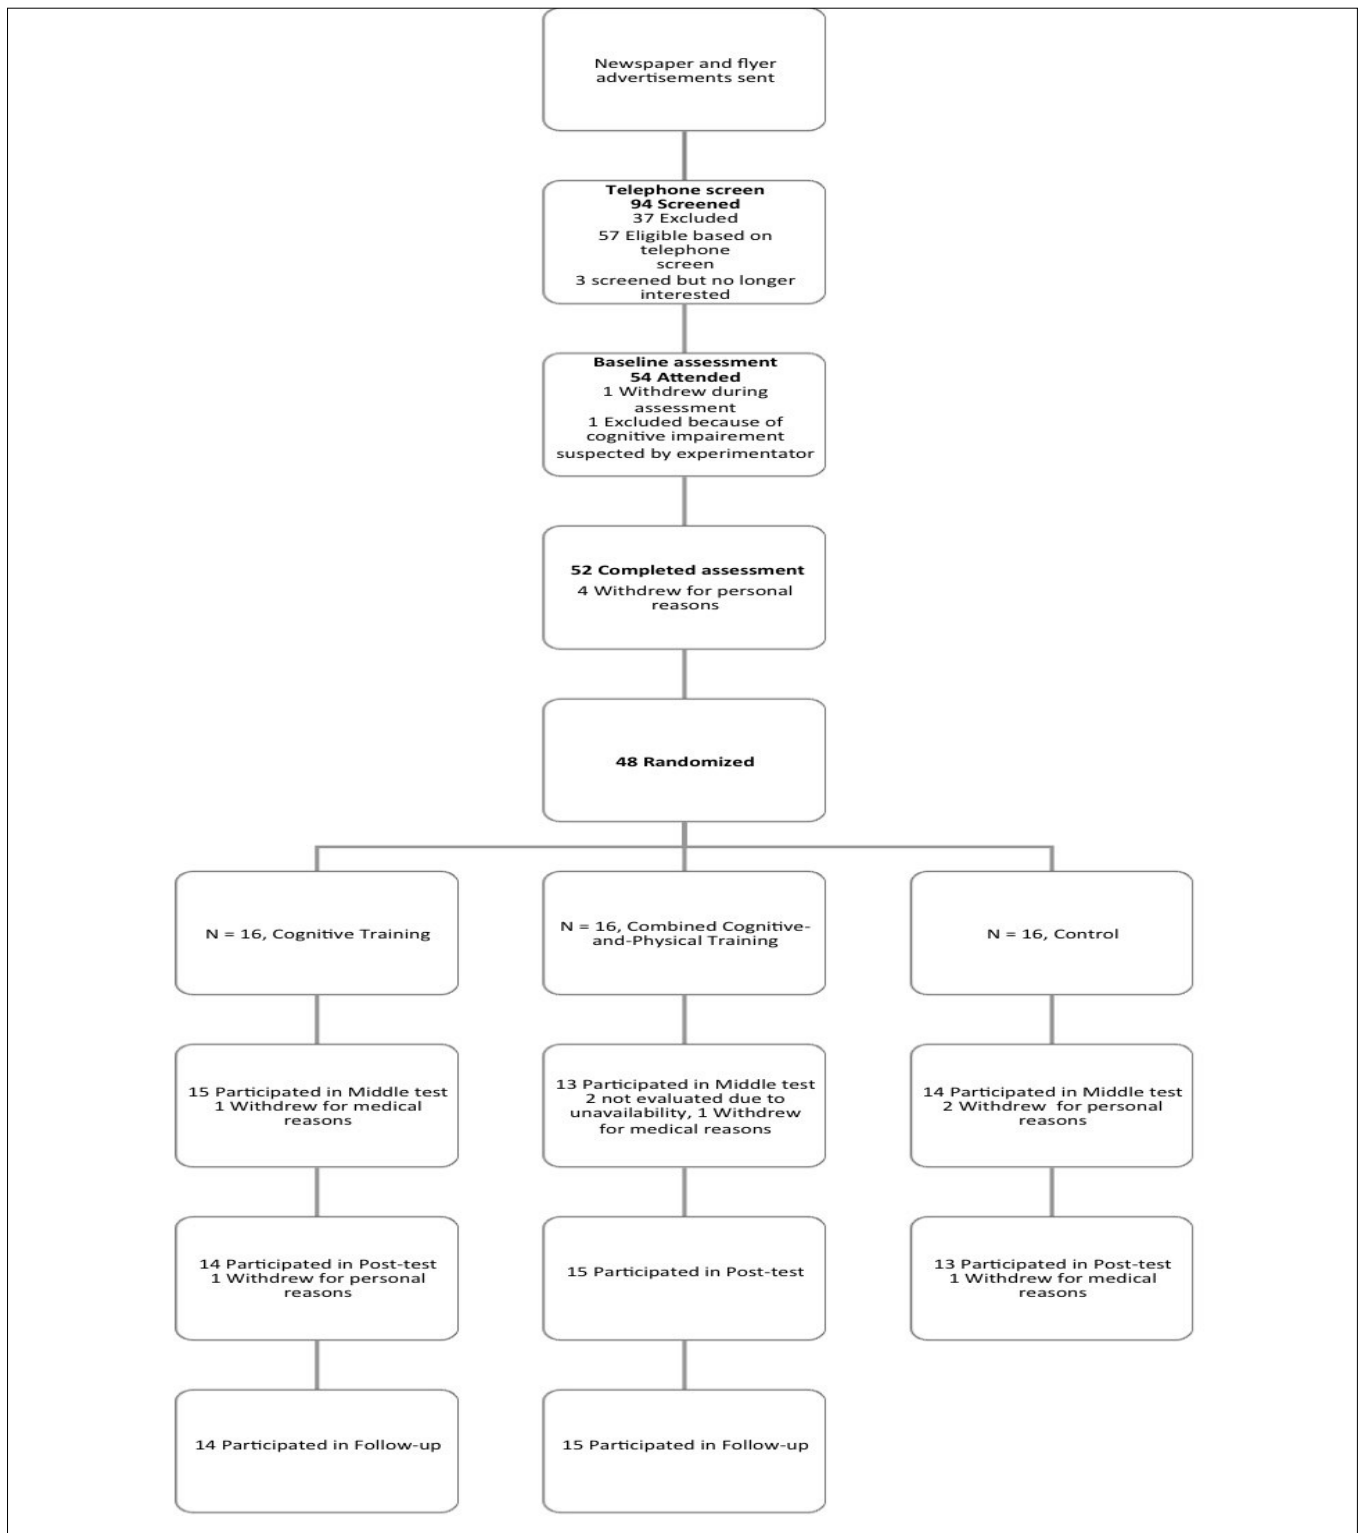 Newspaper and flyer
advertisements sent
Telephone screen
94 Screened
37 Excluded
57 Eligible based on
telephone
screen
3 screened but no longer
interested
Baseline assessment
54 Attended
1 Withdrew during
assessment
1 Excluded because of
cognitive impairement
suspected by experimentator
52 Completed assessment
4 Withdrew for personal
reasons
48 Randomized
N = 16, Cognitive Training
N = 16, Combined Cognitive-
and-Physical Training
N = 16, Control
15 Participated in Middle test
1 Withdrew for medical
reasons
13 Participated in Middle test
2 not evaluated due to
unavailability, 1 Withdrew
for medical reasons
14 Participated in Middle test
2 Withdrew for personal
reasons
14 Participated in Post-test
1 Withdrew for personal
reasons
15 Participated in Post-test
13 Participated in Post-test
1 Withdrew for medical
reasons
14 Participated in Follow-up
15 Participated in Follow-up